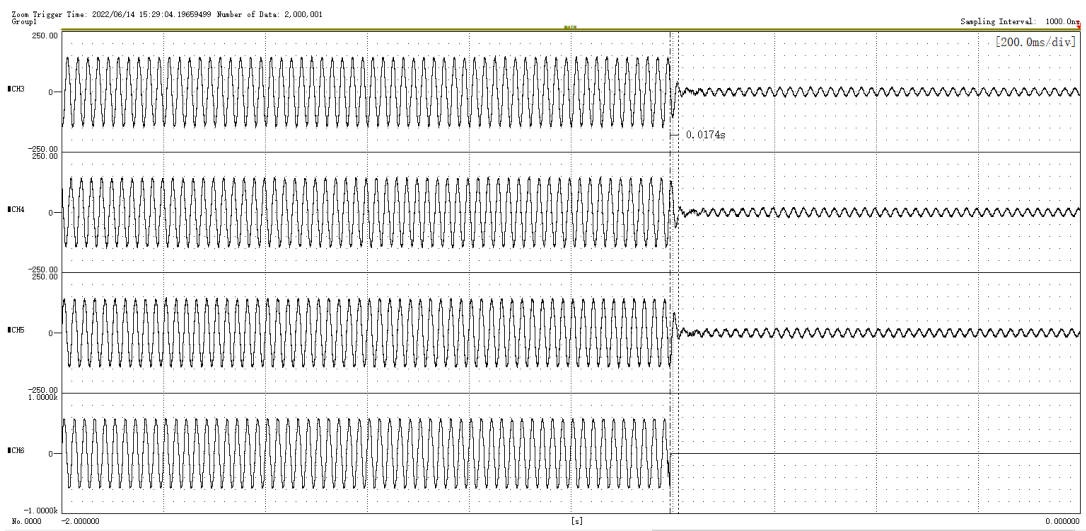 Zoom Trigger Time: 2022/06/14 15:29:04.19659499 Number of Data: 2,000,001
Group1
Sampling Interval: 1000.0ns
250.00
[200.0ms/div]
CH3
0
0.0174s
-250.00
250.00
CH4
0
-250.00
250.00
CH5
0
-250.00
1.0000k
CH6
0
-1.0000k
No.0000
-2.000000
[s]
0.000000